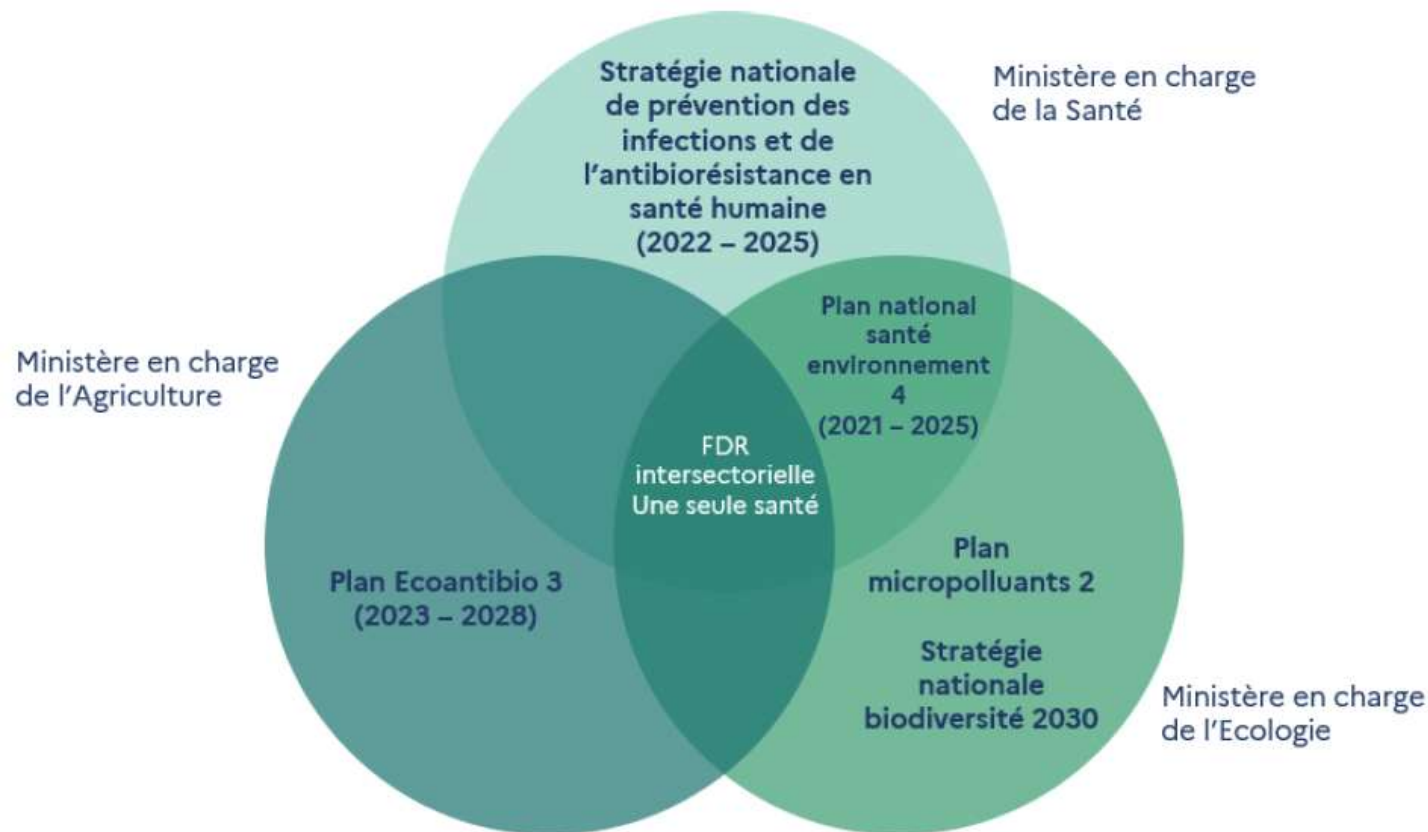 Stratégie nationale
de prévention des
infections et de
l'antibiorésistance en
santé humaine
(2022 – 2025)
Ministère en charge
de la Santé
Plan national
santé
environnement
4
(2021 – 2025)
Ministère en charge
de l'Agriculture
FDR
intersectorielle
Une seule santé
Plan Ecoantibio 3
(2023 – 2028)
Plan
micropolluants 2
Stratégie
nationale
biodiversité 2030
Ministère en charge
de l'Ecologie